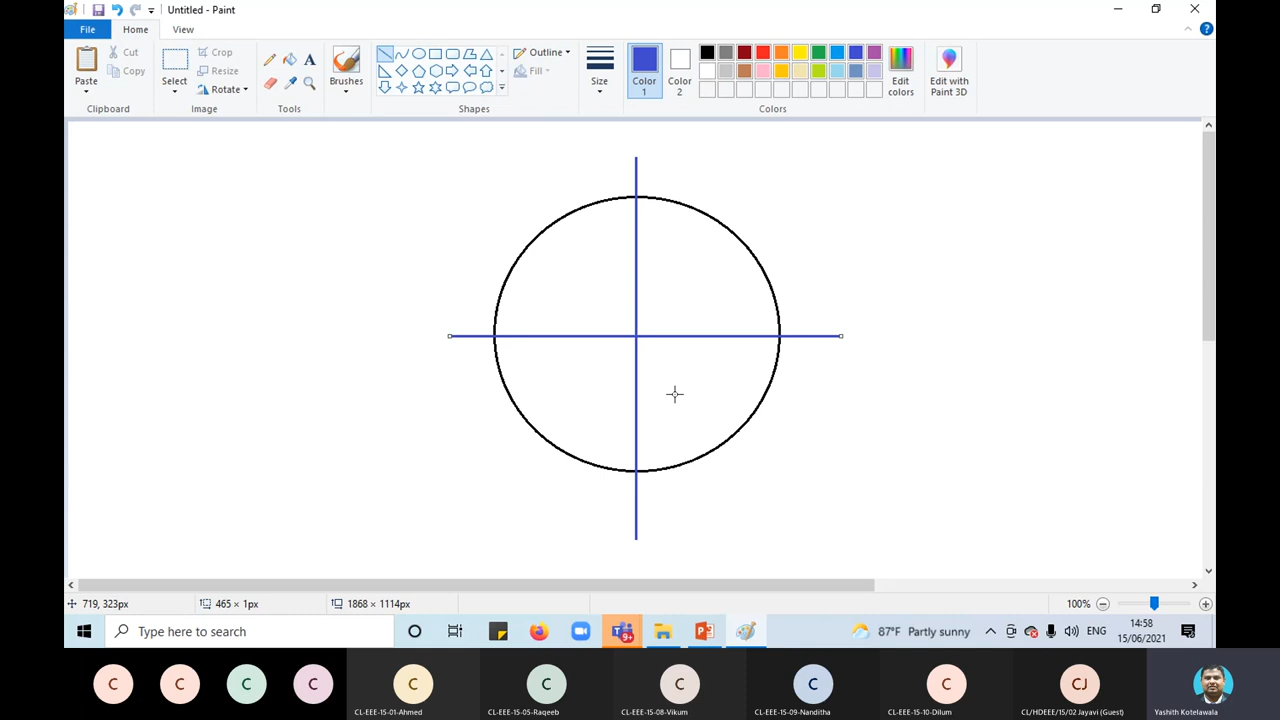 Untitled - Paint
File
Home
View
Paste
Cut
Copy
Clipboard
Select
Crop
Resize
Rotate
Image
A
Tools
Brushes
Shapes
Outline
Fill
Size
Color 1
Color 2
Colors
Edit colors
Edit with Paint 3D
719, 323px
465 × 1px
1868 × 1114px
100%
Type here to search
9+
87°F Partly sunny
ENG
14:58
15/06/2021
C
C
C
C
C
CL-EEE-15-01-Ahmed
C
CL-EEE-15-05-Raqeeb
C
CL-EEE-15-08-Vikum
C
CL-EEE-15-09-Nanditha
C
CL-EEE-15-10-Dilum
CJ
CL/HDEEE/15/02 Jayavi (Guest)
Yashith Kotelawala